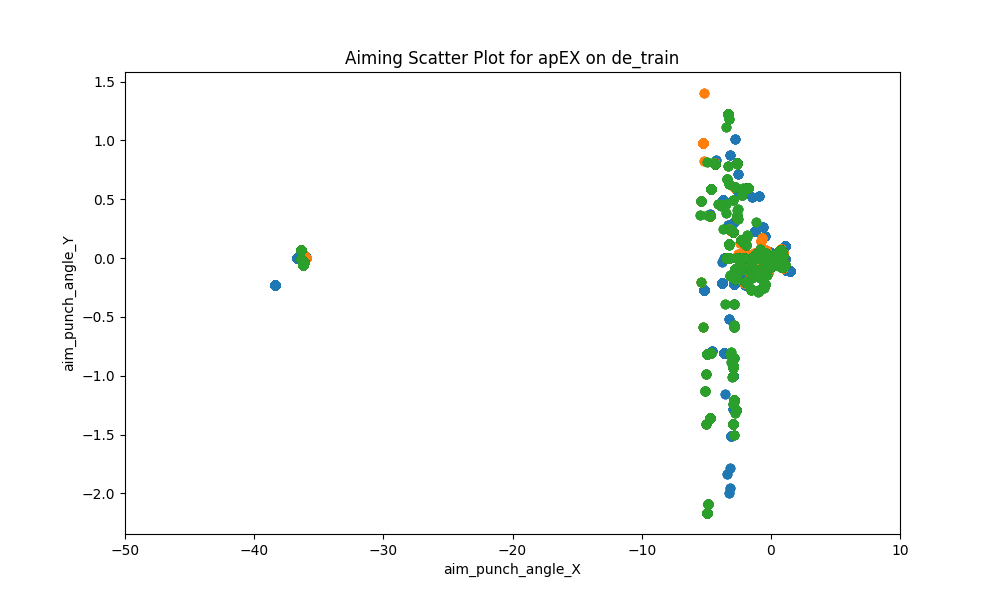 Aiming Scatter Plot for apEX on de_train
1.5
1.0
0.5
0.0
−0.5
−1.0
−1.5
−2.0
aim_punch_angle_Y
−50 −40 −30 −20 −10 0 10
aim_punch_angle_X